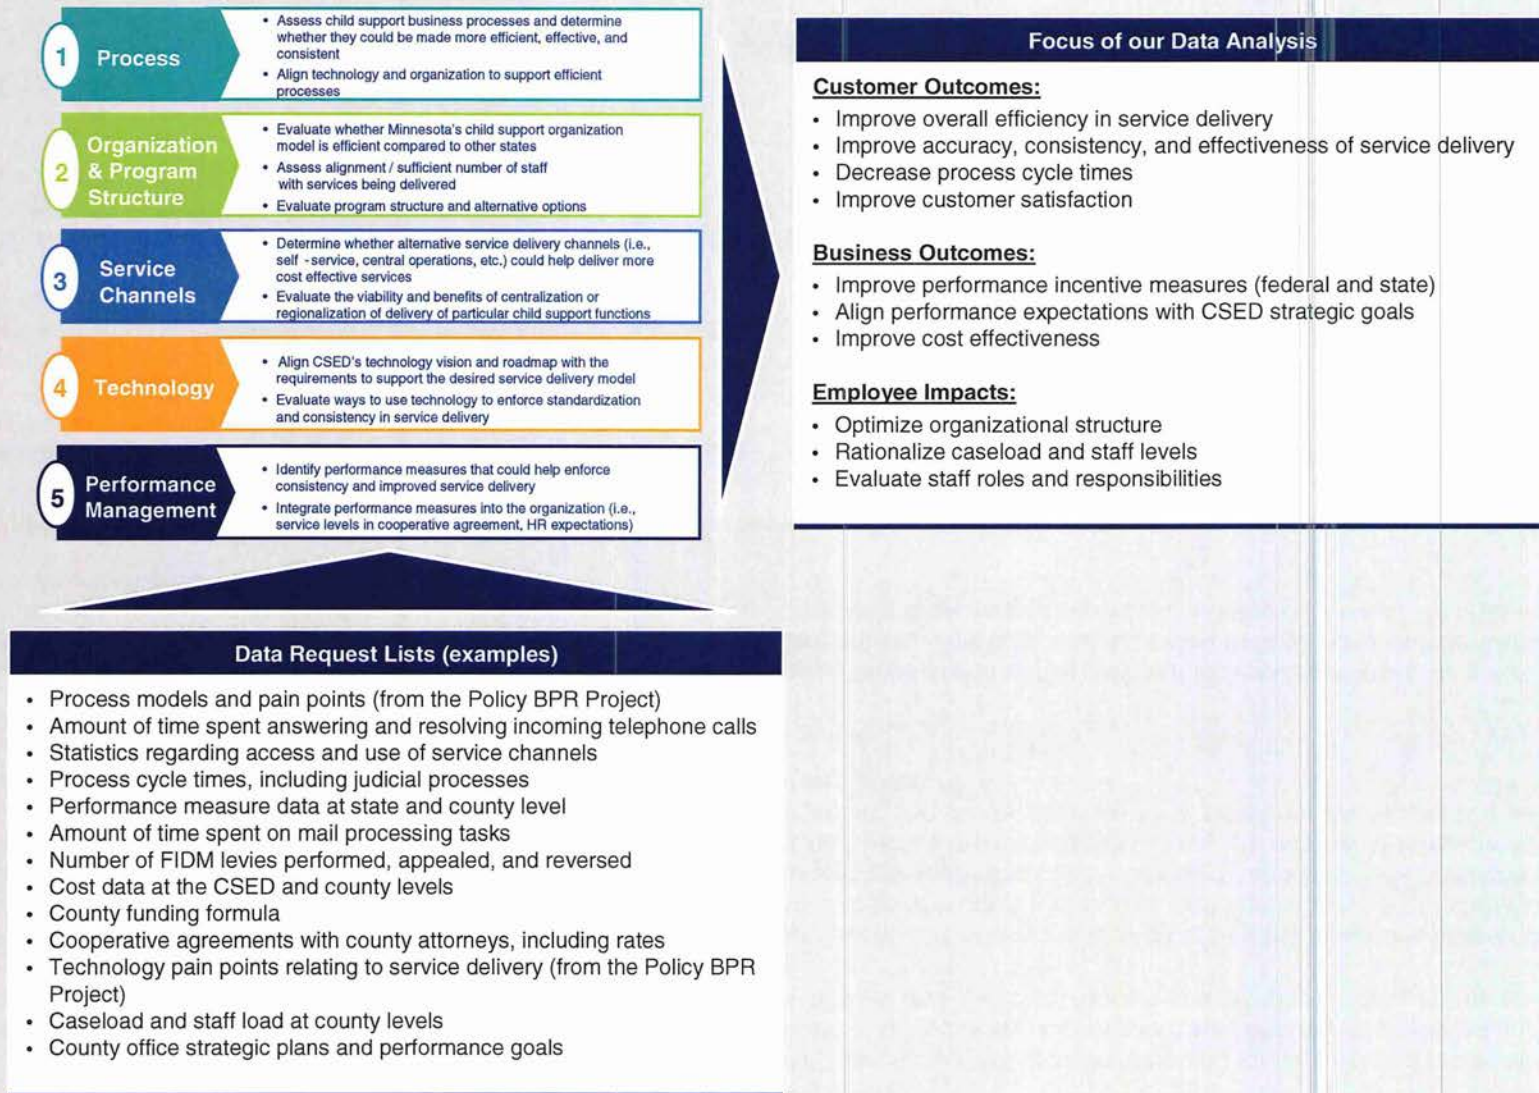 1
Process
• Assess child support business processes and determine
whether they could be made more efficient, effective, and
consistent
• Align technology and organization to support efficient
processes
2
Organization
& Program
Structure
• Evaluate whether Minnesota's child support organization
model is efficient compared to other states
• Assess alignment / sufficient number of staff
with services being delivered
• Evaluate program structure and alternative options
3
Service
Channels
• Determine whether alternative service delivery channels (i.e.,
self -service, central operations, etc.) could help deliver more
cost effective services
• Evaluate the viability and benefits of centralization or
regionalization of delivery of particular child support functions
4
Technology
• Align CSED's technology vision and roadmap with the
requirements to support the desired service delivery model
• Evaluate ways to use technology to enforce standardization
and consistency in service delivery
5
Performance
Management
• Identify performance measures that could help enforce
consistency and improved service delivery
• Integrate performance measures into the organization (i.e.,
service levels in cooperative agreement, HR expectations)
Focus of our Data Analysis
Customer Outcomes:
• Improve overall efficiency in service delivery
• Improve accuracy, consistency, and effectiveness of service delivery
• Decrease process cycle times
• Improve customer satisfaction
Business Outcomes:
• Improve performance incentive measures (federal and state)
• Align performance expectations with CSED strategic goals
• Improve cost effectiveness
Employee Impacts:
• Optimize organizational structure
• Rationalize caseload and staff levels
• Evaluate staff roles and responsibilities
Data Request Lists (examples)
• Process models and pain points (from the Policy BPR Project)
• Amount of time spent answering and resolving incoming telephone calls
• Statistics regarding access and use of service channels
• Process cycle times, including judicial processes
• Performance measure data at state and county level
• Amount of time spent on mail processing tasks
• Number of FIDM levies performed, appealed, and reversed
• Cost data at the CSED and county levels
• County funding formula
• Cooperative agreements with county attorneys, including rates
• Technology pain points relating to service delivery (from the Policy BPR
Project)
• Caseload and staff load at county levels
• County office strategic plans and performance goals